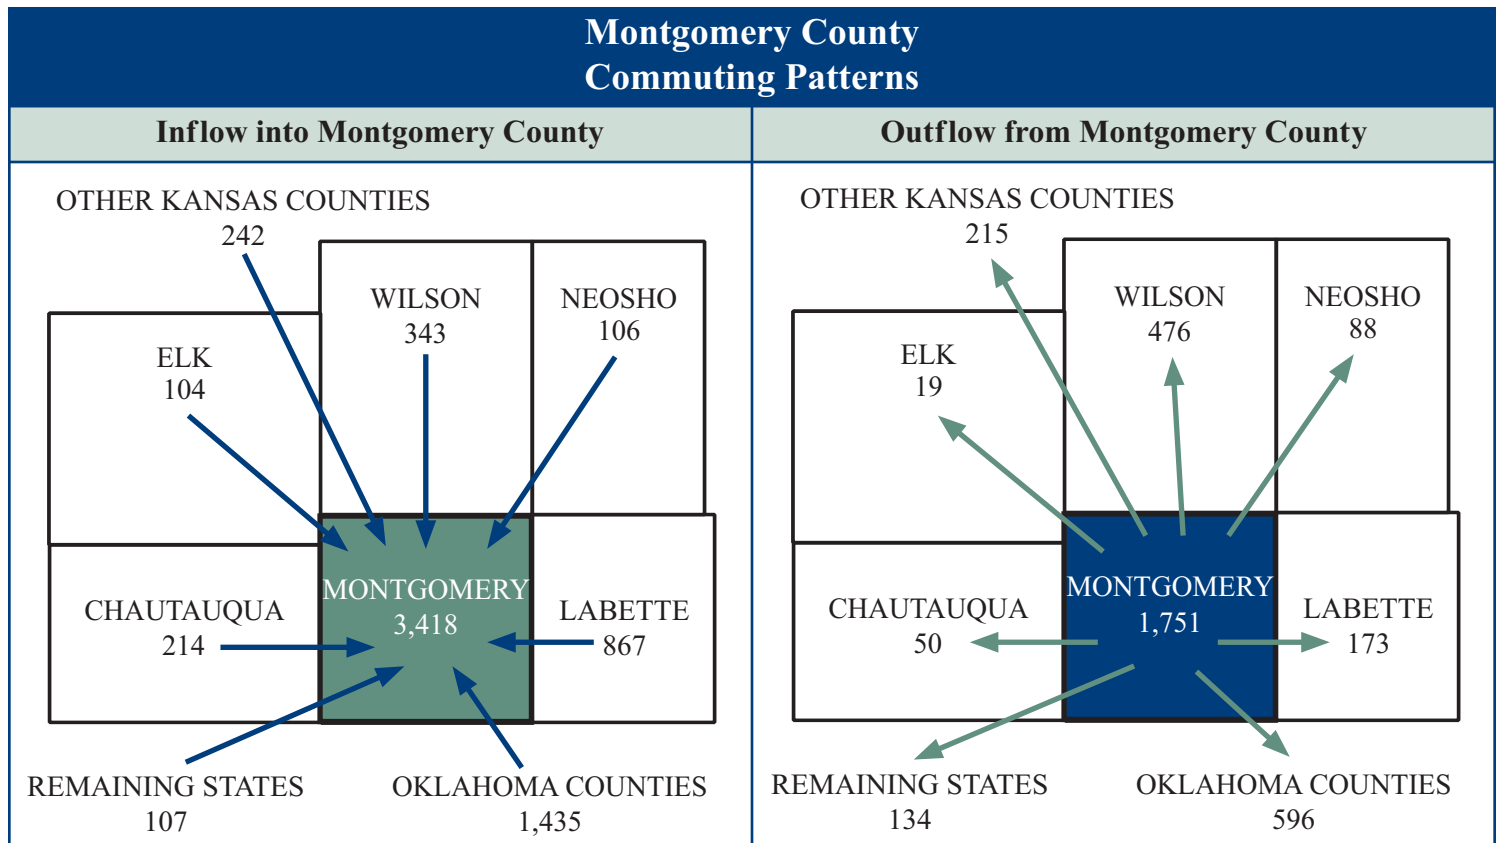 Montgomery County
Commuting Patterns
Inflow into Montgomery County
OTHER KANSAS COUNTIES
242
WILSON
343
NEOSHO
106
ELK
104
MONTGOMERY
3,418
CHAUTAUQUA
214
LABETTE
867
REMAINING STATES
107
OKLAHOMA COUNTIES
1,435
Outflow from Montgomery County
OTHER KANSAS COUNTIES
215
WILSON
476
NEOSHO
88
ELK
19
MONTGOMERY
1,751
CHAUTAUQUA
50
LABETTE
173
REMAINING STATES
134
OKLAHOMA COUNTIES
596